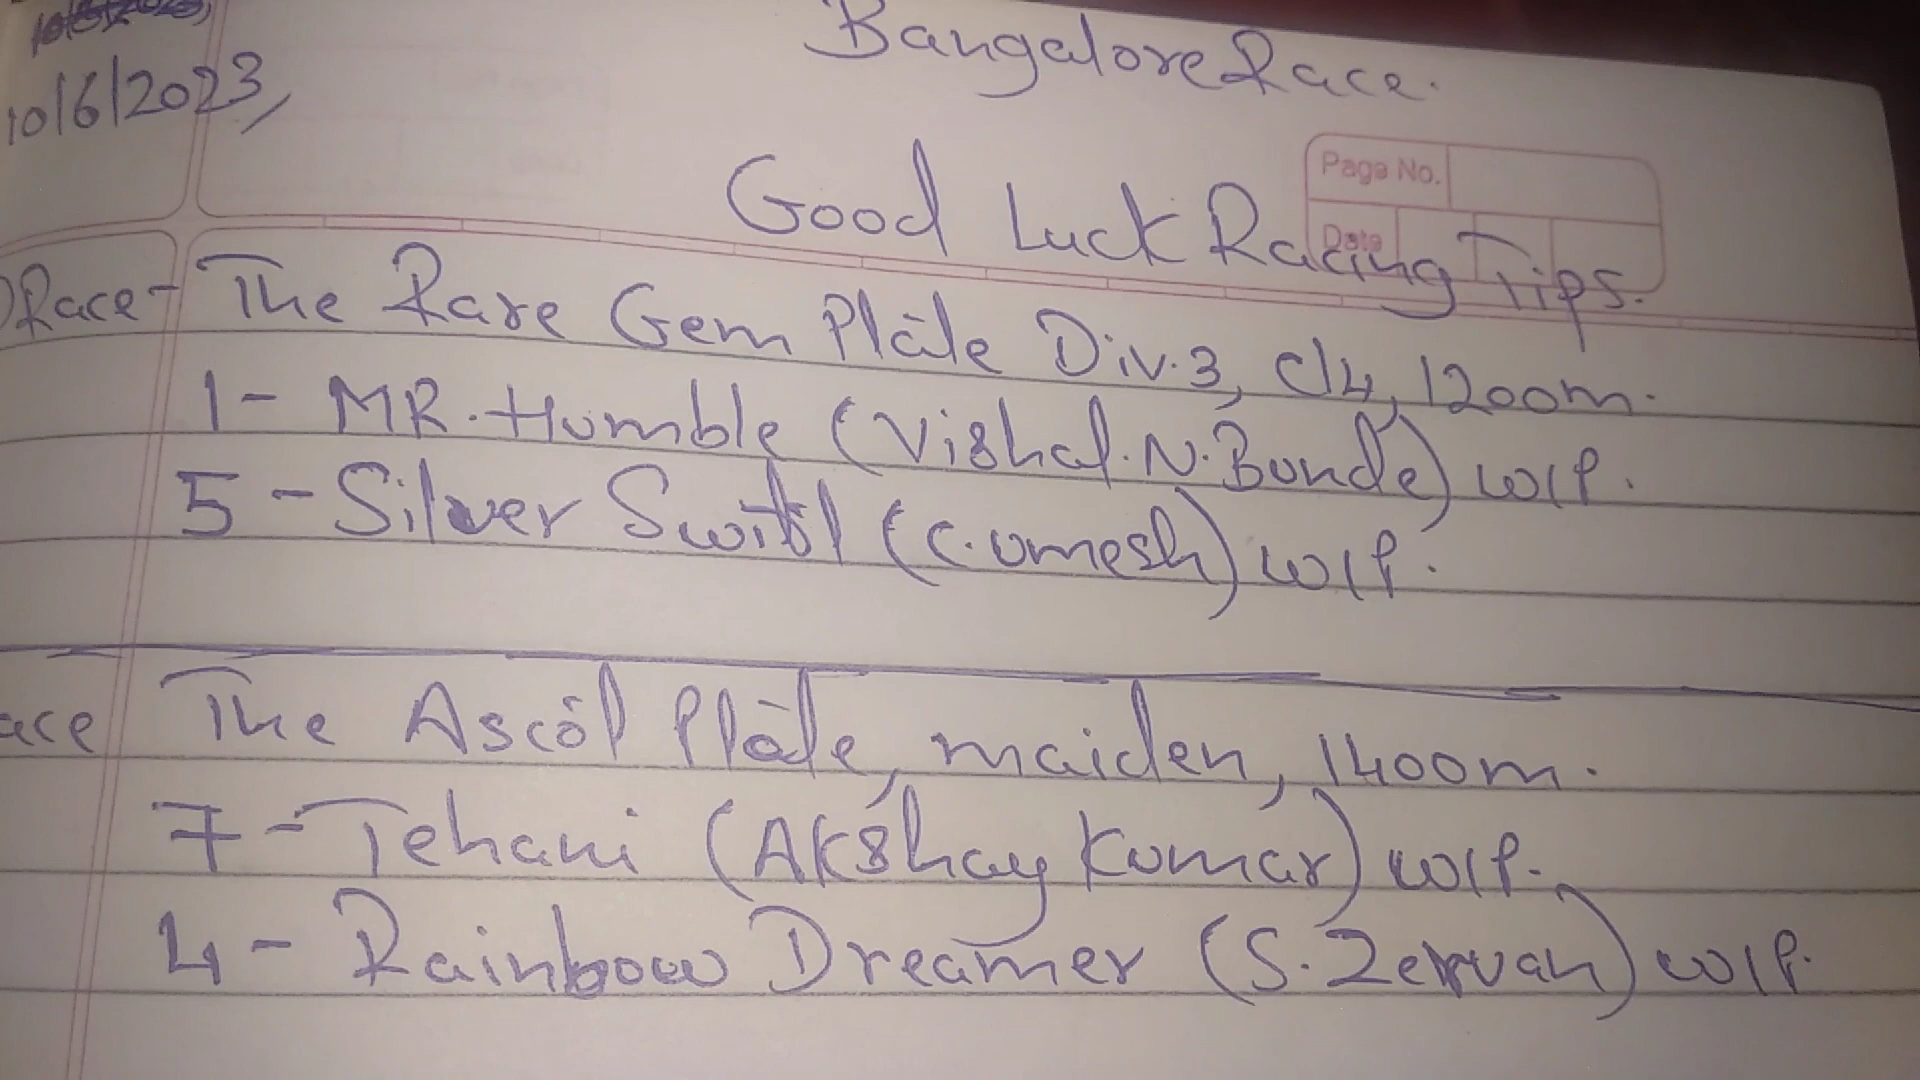 10/6/2023,
Bangalore Race.
Page No.
Date
Good Luck Racing Tips.
Race - The Rare Gem Plate Div.3, C/4, 1200m.
1 - MR. Humble (Vishal. N. Bunde) W/P.
5 - Silver Swift (C. Umesh) W/P.
ace The Ascot Plate, maiden, 1400m.
7 - Tehani (Akshay Kumar) W/P.
4 - Rainbow Dreamer (S. Zervan) W/P.